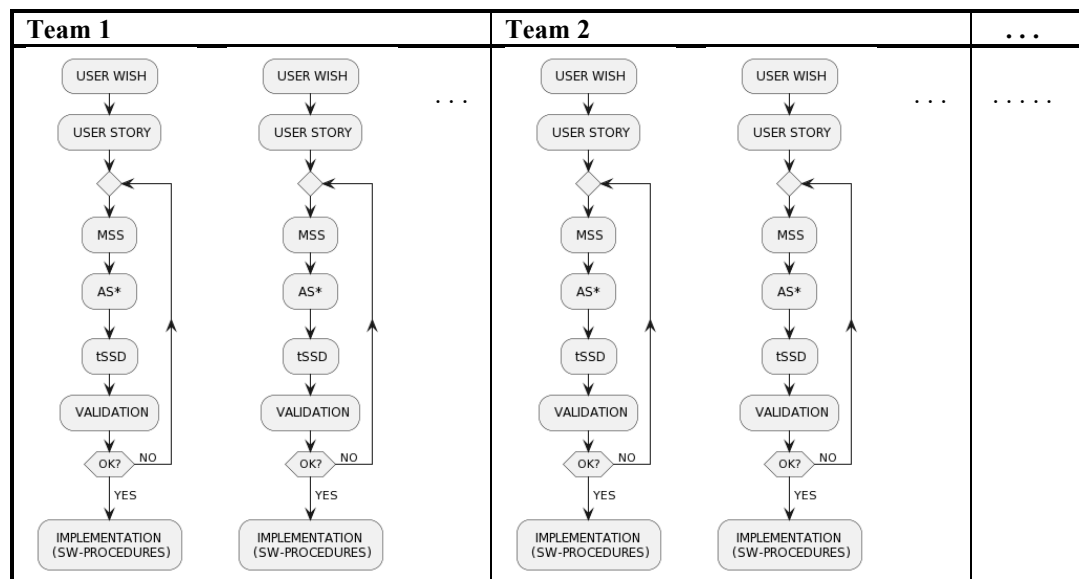 Team 1
Team 2
. . .
USER WISH
USER STORY
MSS
AS*
tSSD
VALIDATION
OK?
NO
YES
IMPLEMENTATION
(SW-PROCEDURES)
USER WISH
USER STORY
MSS
AS*
tSSD
VALIDATION
OK?
NO
YES
IMPLEMENTATION
(SW-PROCEDURES)
. . .
USER WISH
USER STORY
MSS
AS*
tSSD
VALIDATION
OK?
NO
YES
IMPLEMENTATION
(SW-PROCEDURES)
USER WISH
USER STORY
MSS
AS*
tSSD
VALIDATION
OK?
NO
YES
IMPLEMENTATION
(SW-PROCEDURES)
. . .
. . . . .